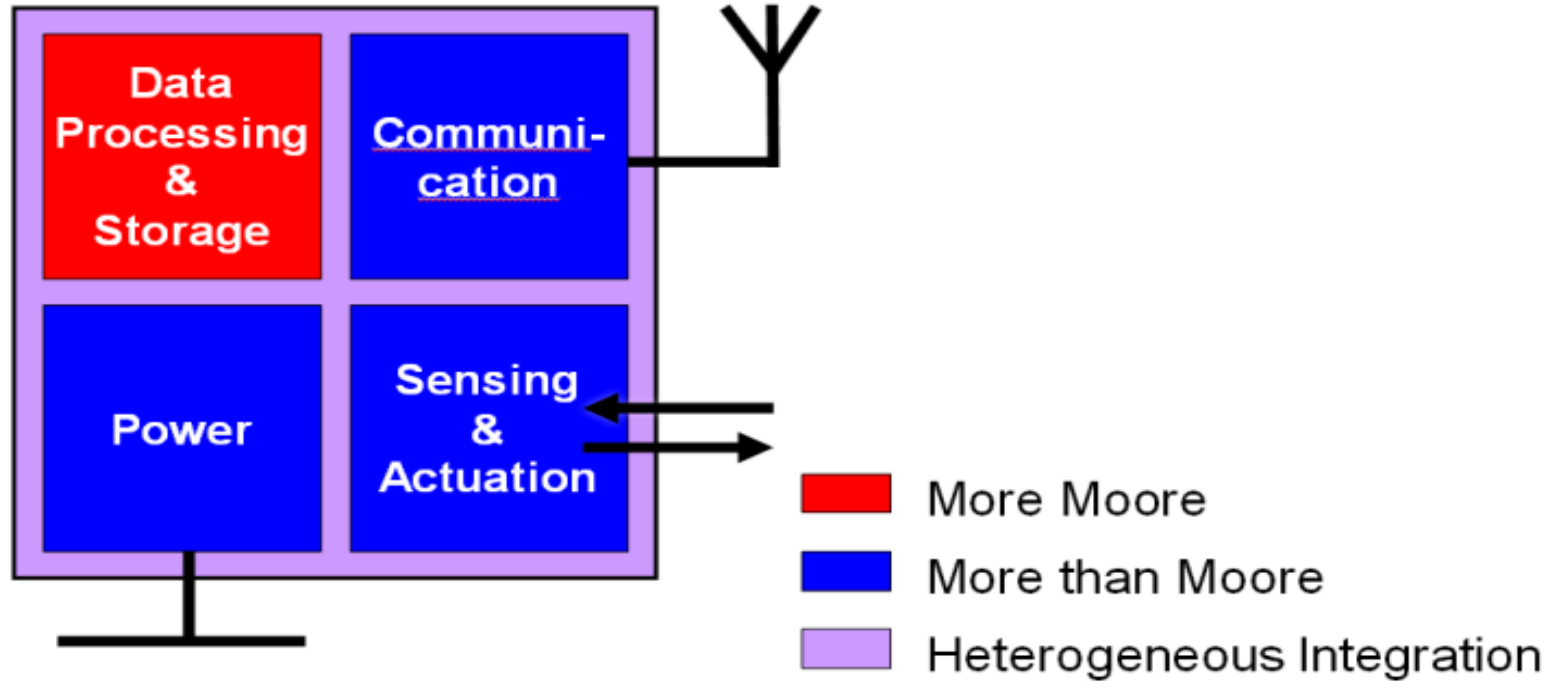 Data
Processing
&
Storage
Communi-
cation
Power
Sensing
&
Actuation
More Moore
More than Moore
Heterogeneous Integration